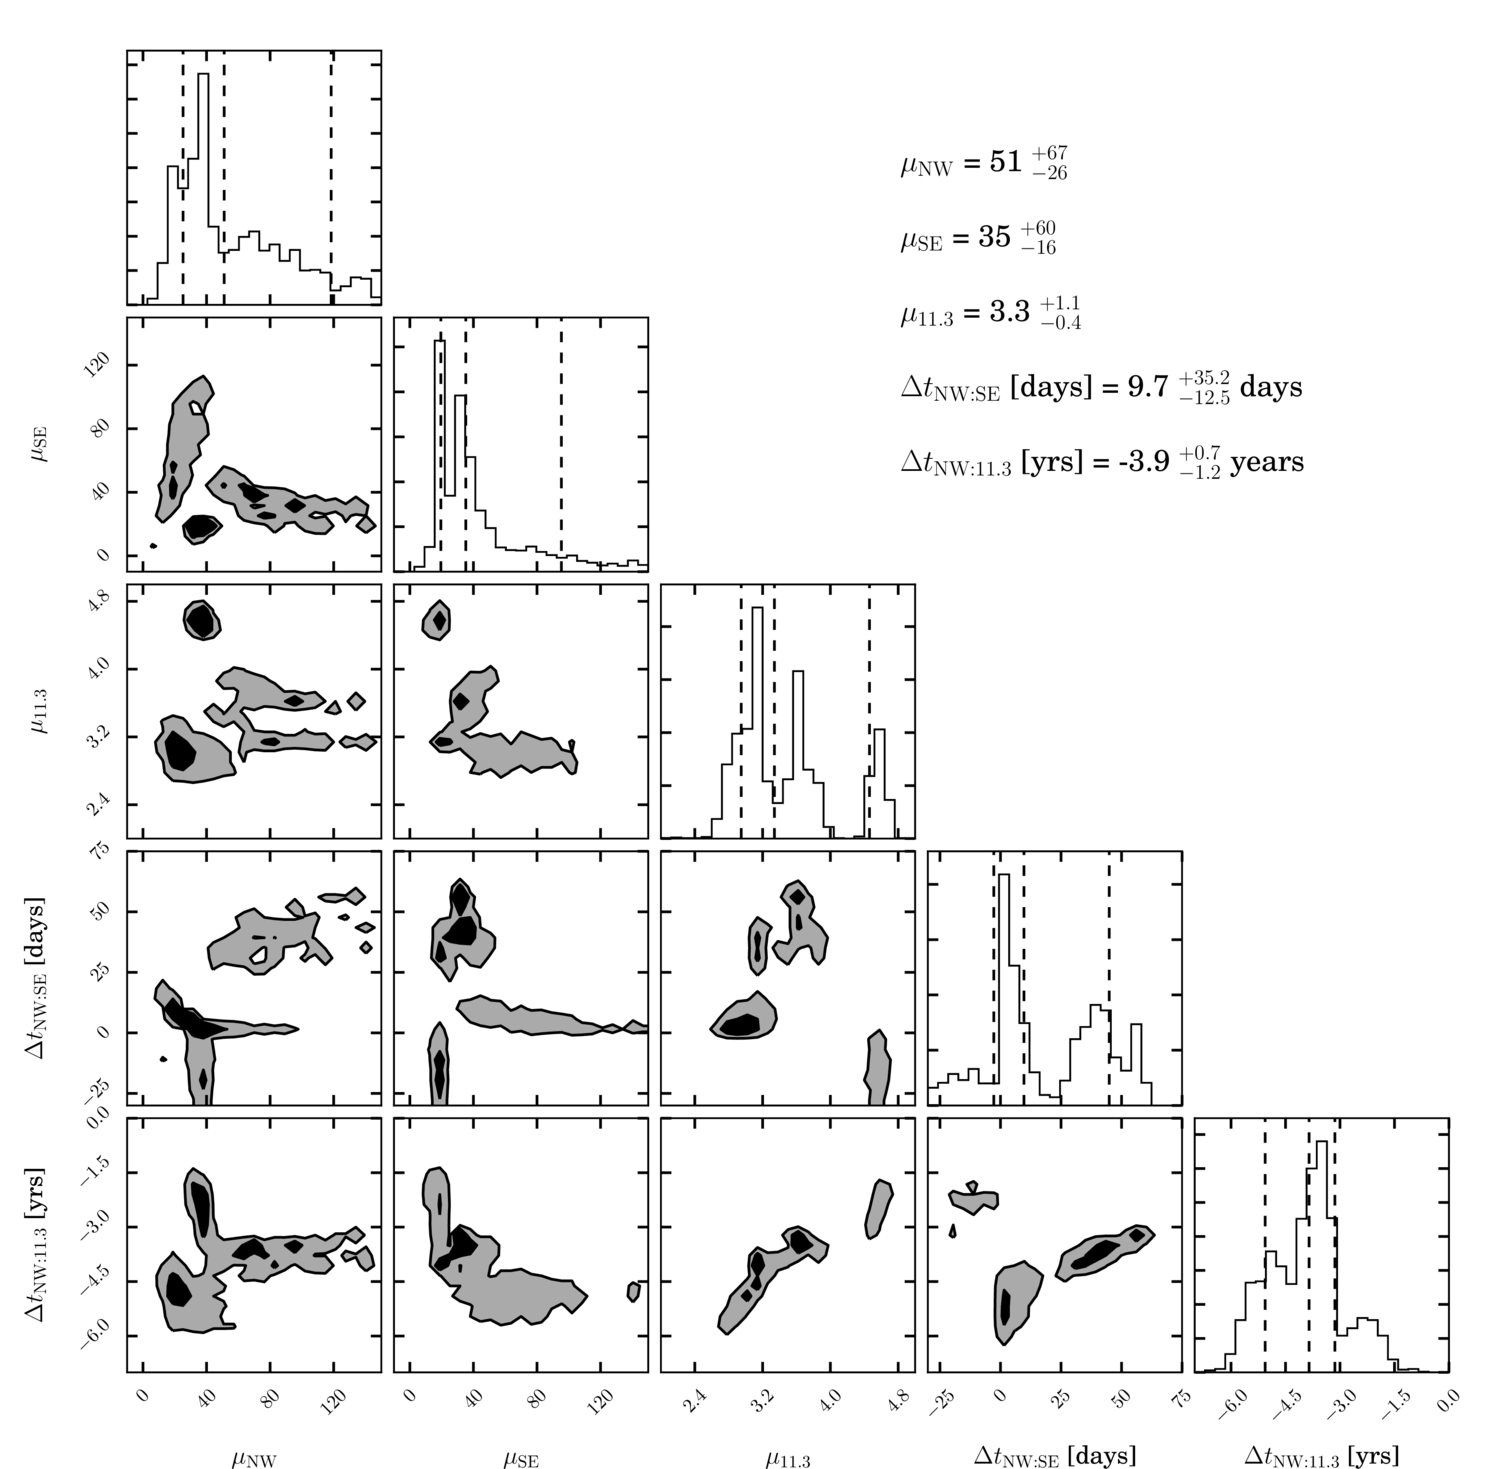 μNW = 51 +67 −26
μSE = 35 +60 −16
μ11.3 = 3.3 +1.1 −0.4
ΔtNW:SE [days] = 9.7 +35.2 −12.5 days
ΔtNW:11.3 [yrs] = -3.9 +0.7 −1.2 years
120
80
40
0
μSE
4.8
4.0
3.2
2.4
μ11.3
75
50
25
0
−25
ΔtNW:SE [days]
0.0
−1.5
−3.0
−4.5
−6.0
ΔtNW:11.3 [yrs]
0 40 80 120
0 40 80 120
2.4 3.2 4.0 4.8
−25 0 25 50 75
−6.0 −4.5 −3.0 −1.5 0.0
μNW
μSE
μ11.3
ΔtNW:SE [days]
ΔtNW:11.3 [yrs]